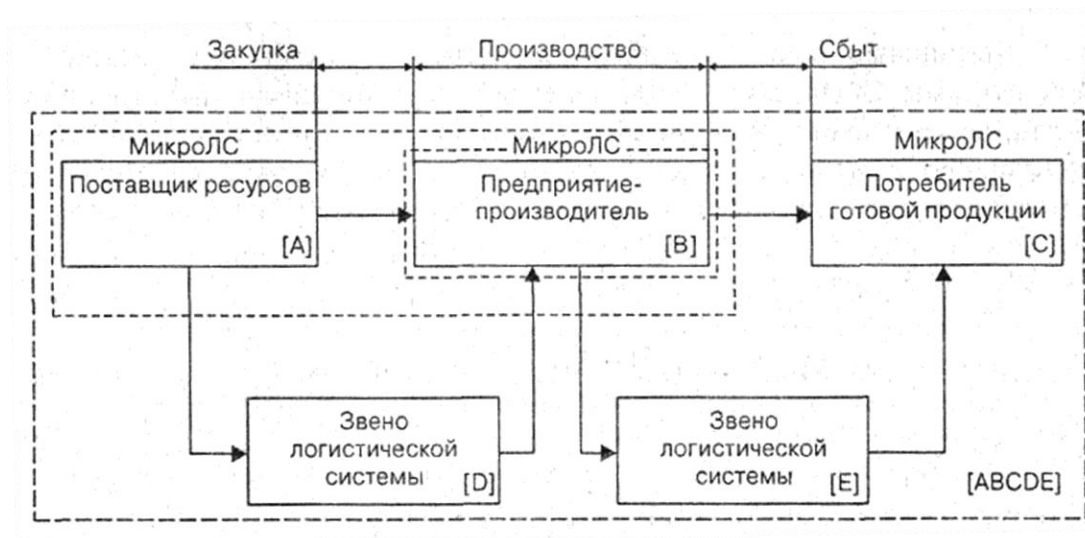 Закупка
Производство
Сбыт
МикроЛС
МикроЛС
МикроЛС
Поставщик ресурсов
[A]
Предприятие-
производитель
[B]
Потребитель
готовой продукции
[C]
Звено
логистической
системы
[D]
Звено
логистической
системы
[E]
[ABCDE]